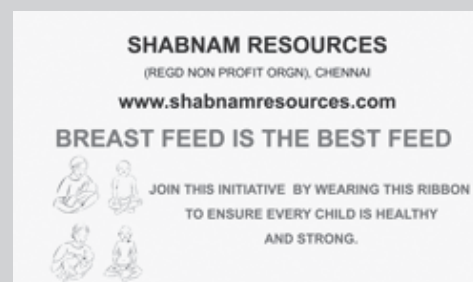 SHABNAM RESOURCES
(REGD NON PROFIT ORGN), CHENNAI
www.shabnamresources.com
BREAST FEED IS THE BEST FEED
JOIN THIS INITIATIVE BY WEARING THIS RIBBON
TO ENSURE EVERY CHILD IS HEALTHY
AND STRONG.